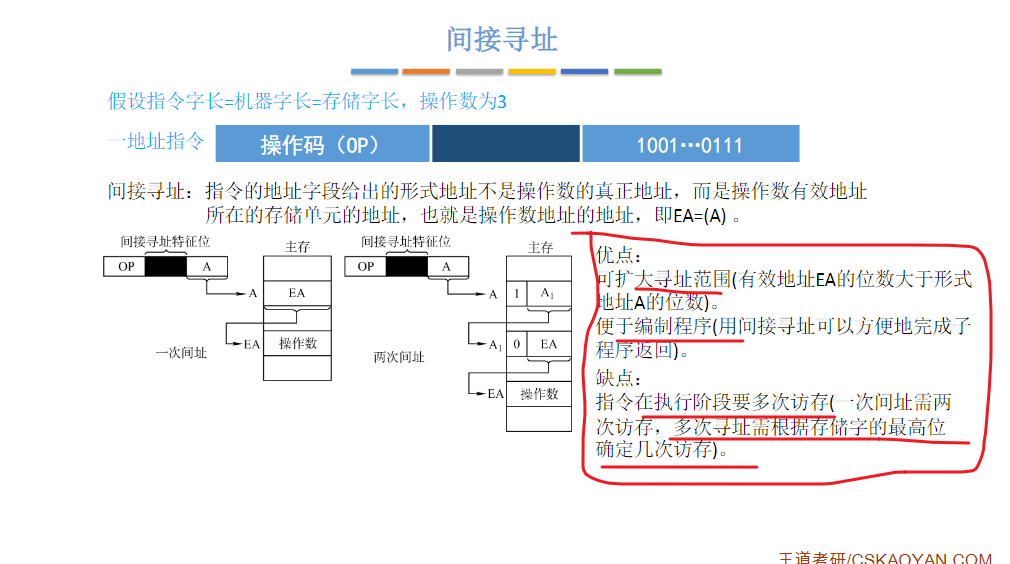 间接寻址
假设指令字长=机器字长=存储字长，操作数为3
一地址指令 操作码（OP） 1001…0111
间接寻址：指令的地址字段给出的形式地址不是操作数的真正地址，而是操作数有效地址
所在的存储单元的地址，也就是操作数地址的地址，即EA=(A) 。
间接寻址特征位
主存
OP A
A EA
EA 操作数
一次间址
间接寻址特征位
主存
OP A
A 1 A1
A1 0 EA
EA 操作数
两次间址
优点：
可扩大寻址范围(有效地址EA的位数大于形式
地址A的位数)。
便于编制程序(用间接寻址可以方便地完成子
程序返回)。
缺点：
指令在执行阶段要多次访存(一次间址需两
次访存，多次寻址需根据存储字的最高位
确定几次访存)。
王道考研/CSKAOYAN.COM